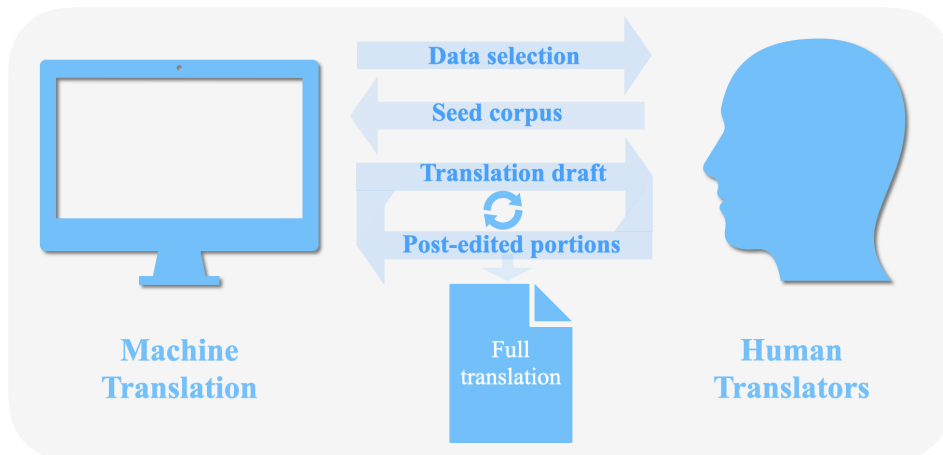 Data selection
Seed corpus
Translation draft
Post-edited portions
Full
translation
Machine
Translation
Human
Translators